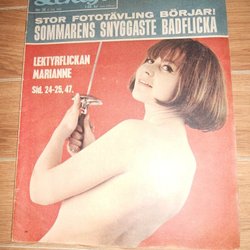 STOR FOTOTÄVLING BÖRJAR!
SOMMARENS SNYGGASTE BADFLICKA
LEKTYRFLICKAN
MARIANNE
Sid. 24-25, 47.